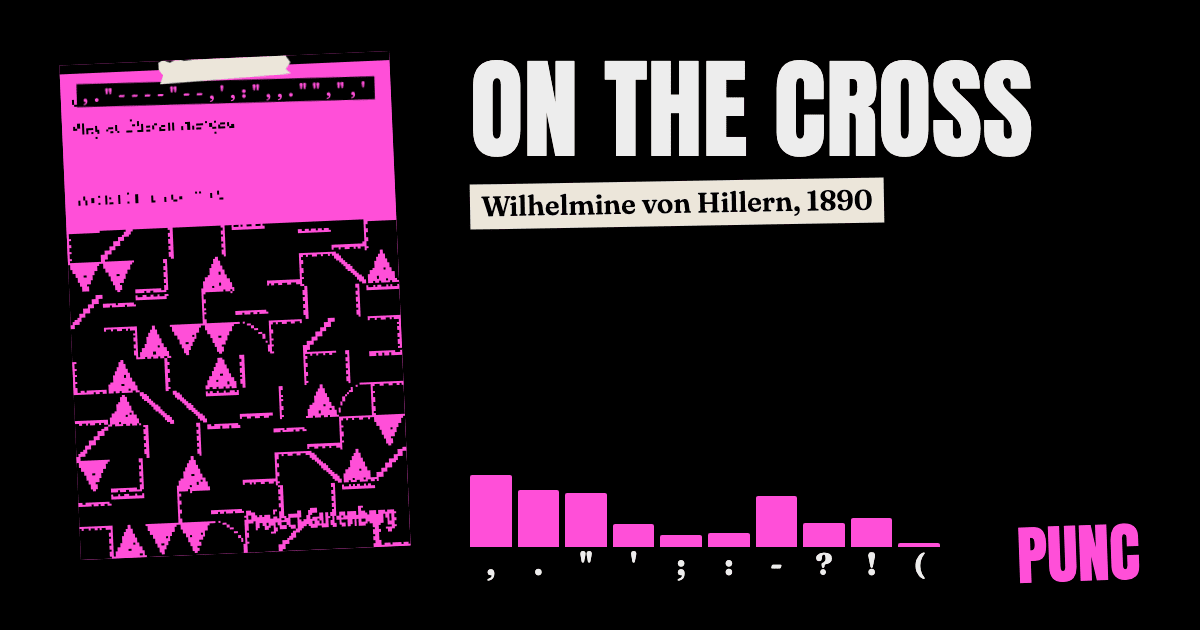 ,."----"--,',:",,."",",'
Project Gutenberg
ON THE CROSS
Wilhelmine von Hillern, 1890
, . " ' ; : - ? ! (
PUNC